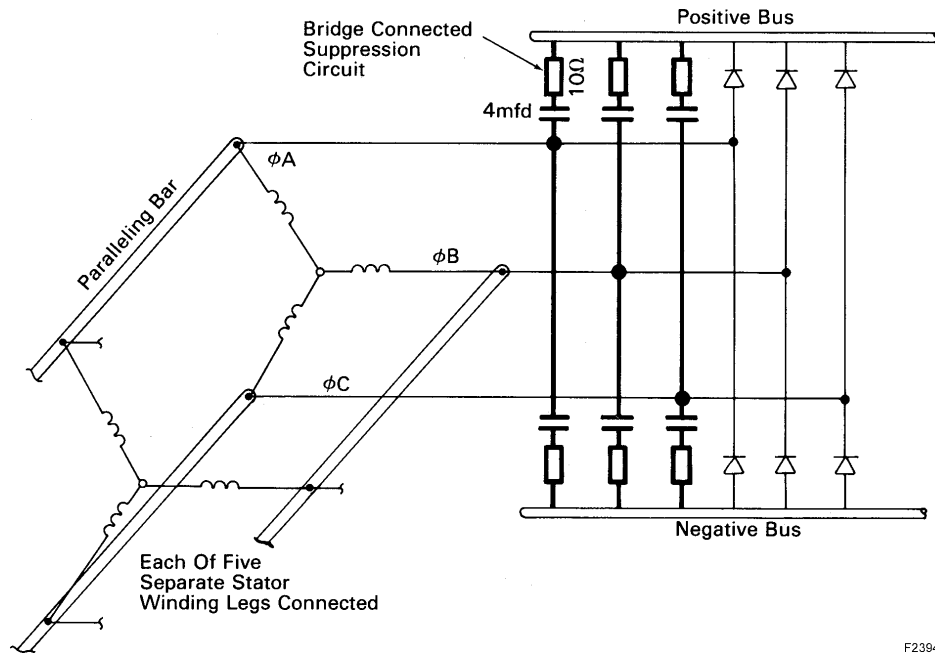 Positive Bus
Bridge Connected
Suppression
Circuit
10Ω
4mfd
ϕA
Paralleling Bar
ϕB
ϕC
Negative Bus
Each Of Five
Separate Stator
Winding Legs Connected
F2394